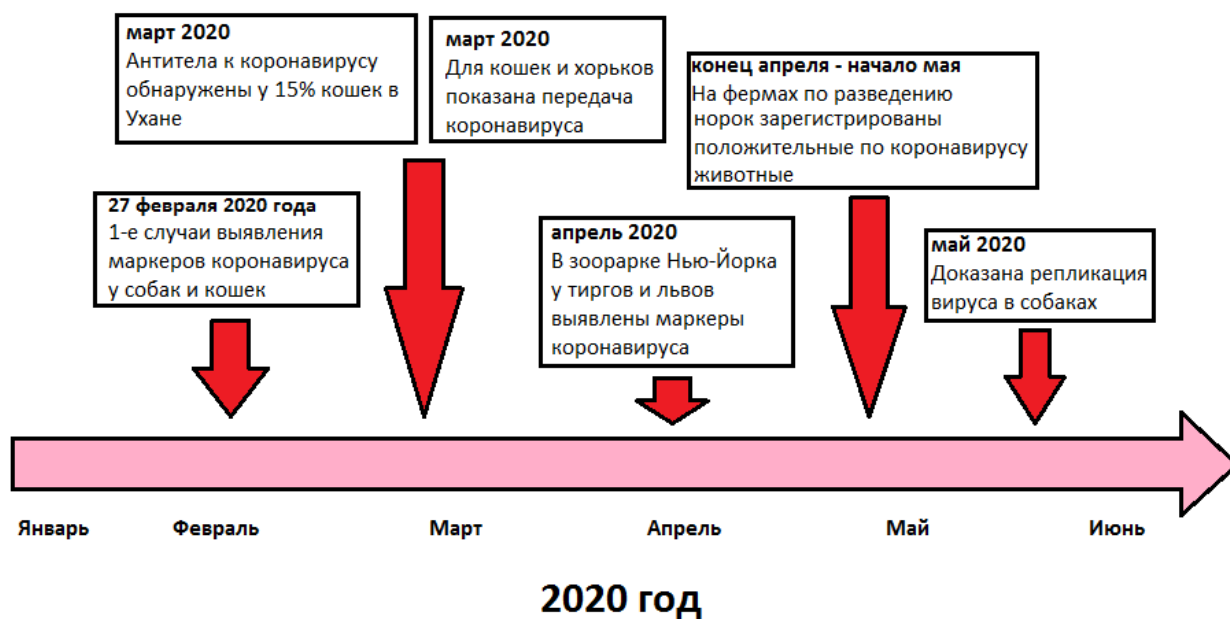 март 2020
Антитела к коронавирусу
обнаружены у 15% кошек в
Ухане
март 2020
Для кошек и хорьков
показана передача
коронавируса
конец апреля - начало мая
На фермах по разведению
норок зарегистрированы
положительные по коронавирусу
животные
27 февраля 2020 года
1-е случаи выявления
маркеров коронавируса
у собак и кошек
апрель 2020
В зоорарке Нью-Йорка
у тиргов и львов
выявлены маркеры
коронавируса
май 2020
Доказана репликация
вируса в собаках
Январь
Февраль
Март
Апрель
Май
Июнь
2020 год